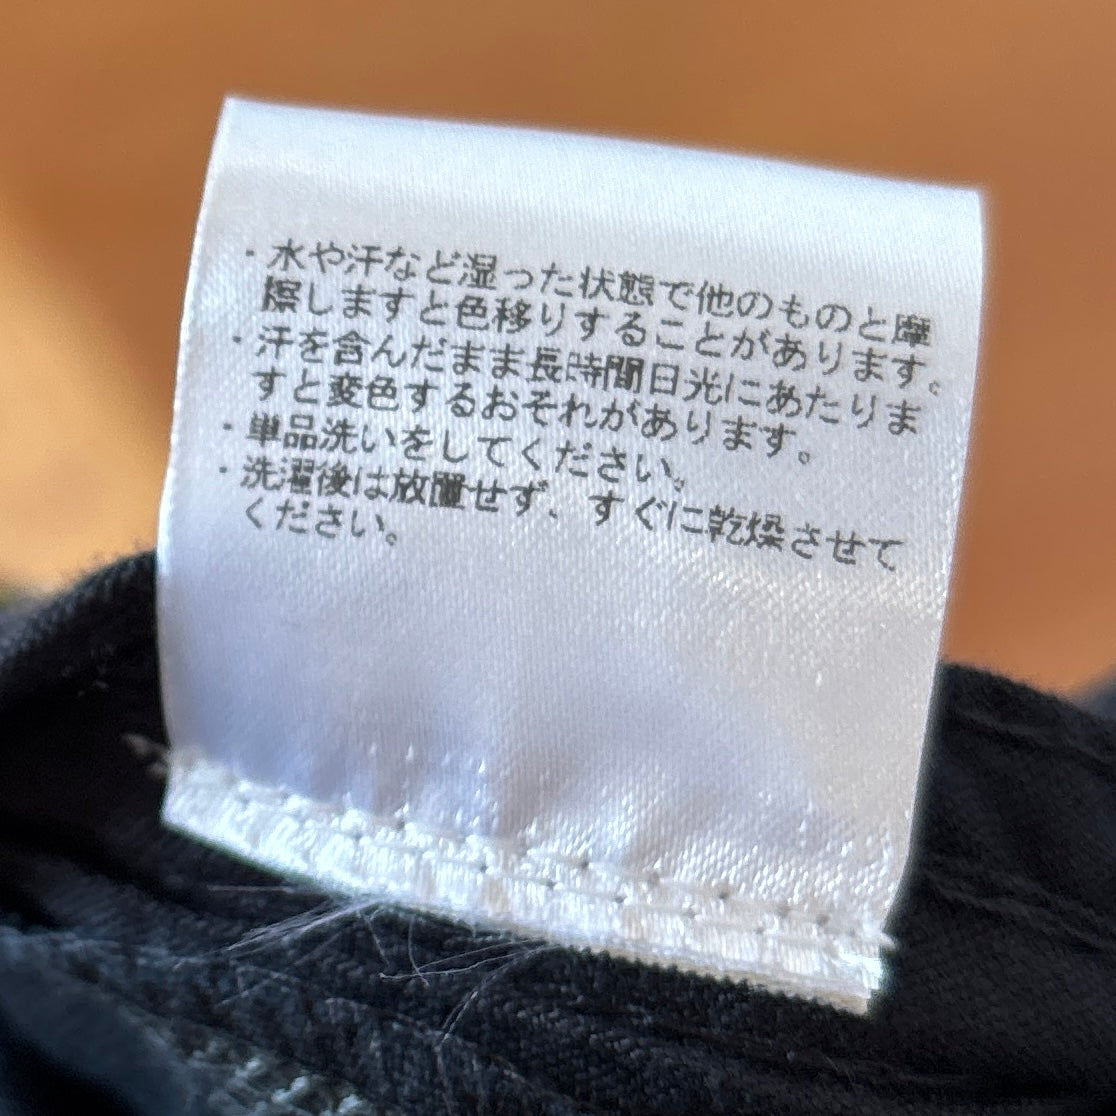 ・水や汗など湿った状態で他のものと摩
擦しますと色移りすることがあります。
・汗を含んだまま長時間日光にあたりま
すと変色するおそれがあります。
・単品洗いをしてください。
・洗濯後は放置せず、すぐに乾燥させて
ください。